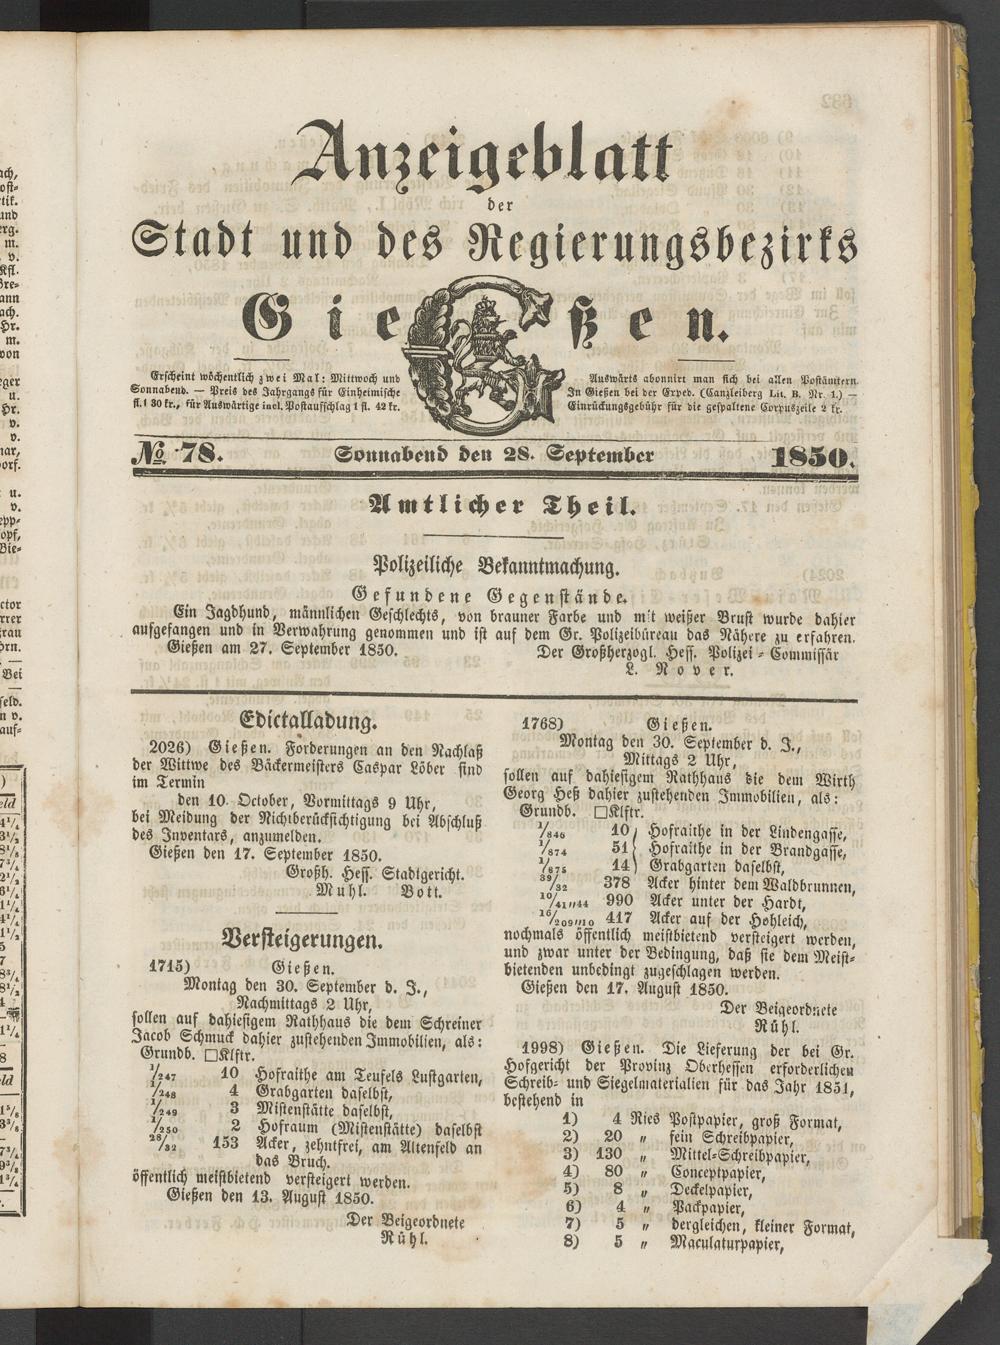 Anzeigeblatt
der
Stadt und des Regierungsbezirks
Gießen.
Erscheint wöchentlich zwei Mal: Mittwoch und
Sonnabend. — Preis des Jahrgangs für Einheimische
fl. 1 30 kr., für Auswärtige incl. Postaufschlag 1 fl. 42 kr.
Auswärts abonnirt man sich bei allen Postämtern.
In Gießen bei der Exped. (Canzleiberg Lit. B. Nr. 1.) —
Einrückungsgebühr für die gespaltene Corpuszeile 2 kr.
No. 78. Sonnabend den 28. September 1850.
Amtlicher Theil.
Polizeiliche Bekanntmachung.
Gefundene Gegenstände.
Ein Jagdhund, männlichen Geschlechts, von brauner Farbe und mit weißer Brust wurde dahier
aufgefangen und in Verwahrung genommen und ist auf dem Gr. Polizeibüreau das Nähere zu erfahren.
Gießen am 27. September 1850. Der Großherzogl. Hess. Polizei-Commissär
L. Nover.
Edictalladung.
2026) Gießen. Forderungen an den Nachlaß
der Wittwe des Bäckermeisters Caspar Löber sind
im Termin
den 10. October, Vormittags 9 Uhr,
bei Meidung der Nichtberücksichtigung bei Abschluß
des Inventars, anzumelden.
Gießen den 17. September 1850.
Großh. Hess. Stadtgericht.
Muhl. Bott.
Versteigerungen.
1715) Gießen.
Montag den 30. September d. J.,
Nachmittags 2 Uhr,
sollen auf dahiesigem Rathhaus die dem Schreiner
Jacob Schmuck dahier zustehenden Immobilien, als:
Grundb. □Klftr.
1/247 10 Hofraithe am Teufels Lustgarten,
1/248 4 Grabgarten daselbst,
1/249 3 Mistenstätte daselbst,
1/250 2 Hofraum (Mistenstätte) daselbst
28/32 153 Acker, zehntfrei, am Altenfeld an
das Bruch.
öffentlich meistbietend versteigert werden.
Gießen den 13. August 1850.
Der Beigeordnete
Rühl.
1768) Gießen.
Montag den 30. September d. J.,
Mittags 2 Uhr,
sollen auf dahiesigem Rathhaus die dem Wirth
Georg Heß dahier zustehenden Immobilien, als:
Grundb. □Klftr.
1/846 10 Hofraithe in der Lindengasse,
1/874 51 Hofraithe in der Brandgasse,
1/875 14 Grabgarten daselbst,
39/32 378 Acker hinter dem Waldbrunnen,
10/41 u 44 990 Acker unter der Hardt,
16/209 u 10 417 Acker auf der Hohleich,
nochmals öffentlich meistbietend versteigert werden,
und zwar unter der Bedingung, daß sie dem Meist-
bietenden unbedingt zugeschlagen werden.
Gießen den 17. August 1850.
Der Beigeordnete
Rühl.
1998) Gießen. Die Lieferung der bei Gr.
Hofgericht der Provinz Oberhessen erforderlichen
Schreib- und Siegelmaterialien für das Jahr 1851,
bestehend in
1) 4 Ries Postpapier, groß Format,
2) 20 „ fein Schreibpapier,
3) 130 „ Mittel-Schreibpapier,
4) 80 „ Conceptpapier,
5) 8 „ Deckelpapier,
6) 4 „ Packpapier,
7) 5 „ dergleichen, kleiner Format,
8) 5 „ Maculaturpapier,